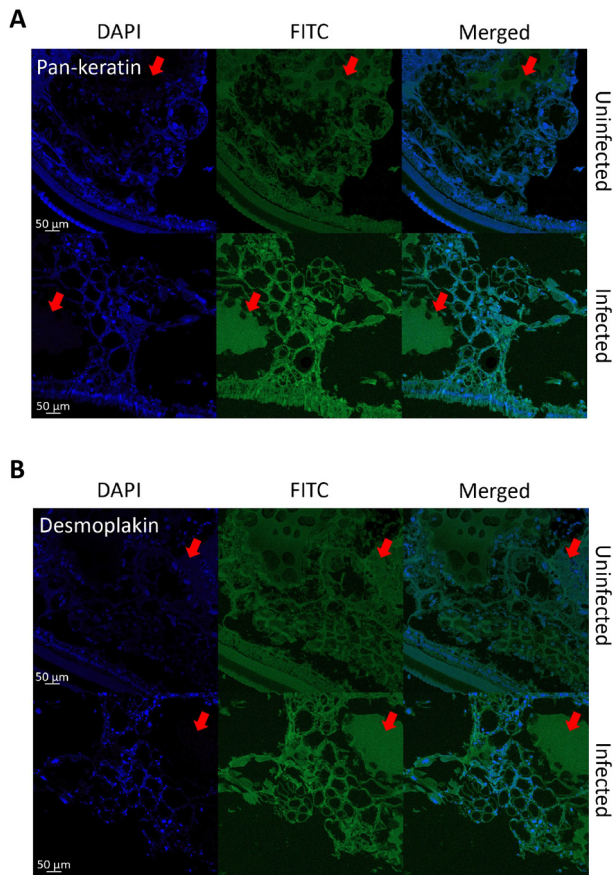 A
DAPI FITC Merged
Pan-keratin
Uninfected
50 µm
Infected
50 µm
B
DAPI FITC Merged
Desmoplakin
Uninfected
50 µm
Infected
50 µm